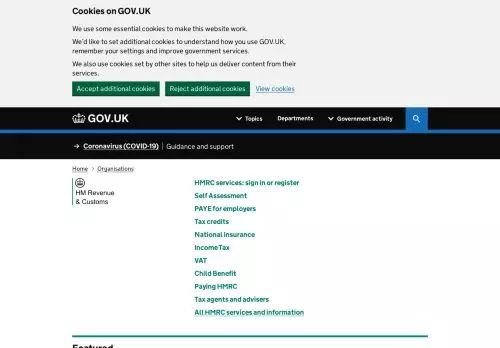 Cookies on GOV.UK
We use some essential cookies to make this website work.
We'd like to set additional cookies to understand how you use GOV.UK,
remember your settings and improve government services.
We also use cookies set by other sites to help us deliver content from their
services.
Accept additional cookies Reject additional cookies View cookies
GOV.UK Topics Departments Government activity
→ Coronavirus (COVID-19) Guidance and support
Home > Organisations
HM Revenue
& Customs
HMRC services: sign in or register
Self Assessment
PAYE for employers
Tax credits
National Insurance
Income Tax
VAT
Child Benefit
Paying HMRC
Tax agents and advisers
All HMRC services and information
Featured